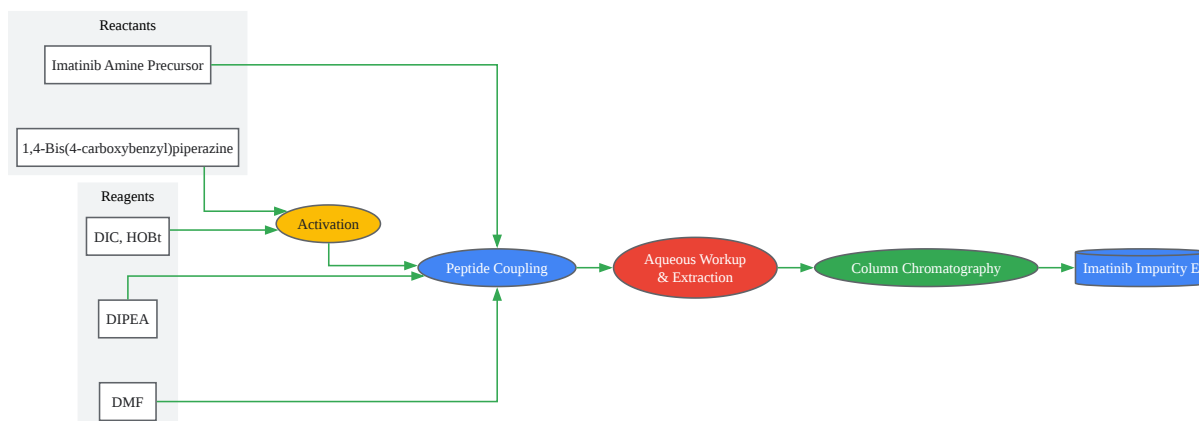 Reactants
Imatinib Amine Precursor
1,4-Bis(4-carboxybenzyl)piperazine
Reagents
DIC, HOBt
Activation
Peptide Coupling
Aqueous Workup
& Extraction
Column Chromatography
Imatinib Impurity E
DIPEA
DMF